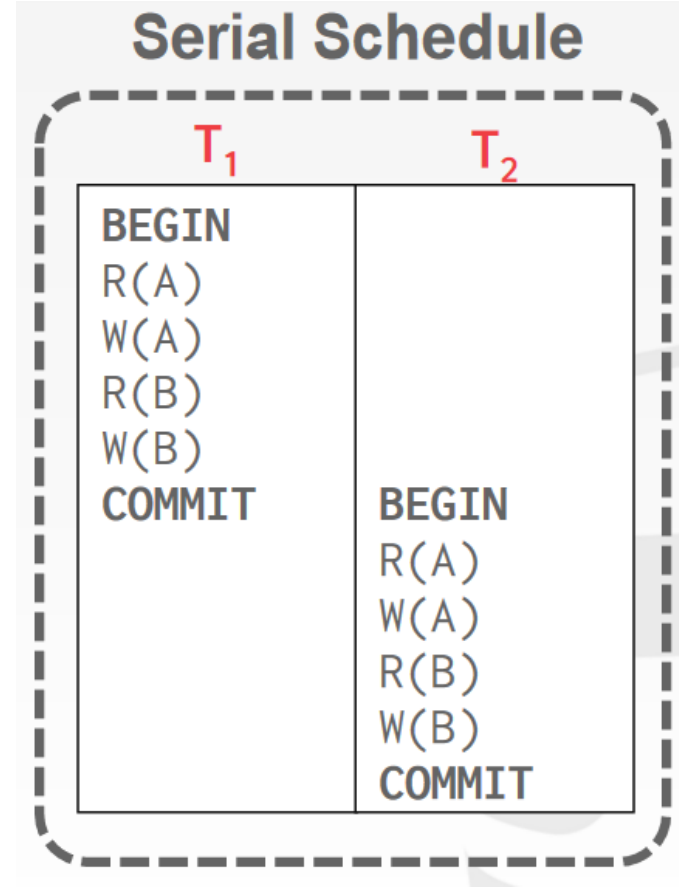 Serial Schedule
T1 T2
BEGIN
R(A)
W(A)
R(B)
W(B)
COMMIT BEGIN
R(A)
W(A)
R(B)
W(B)
COMMIT